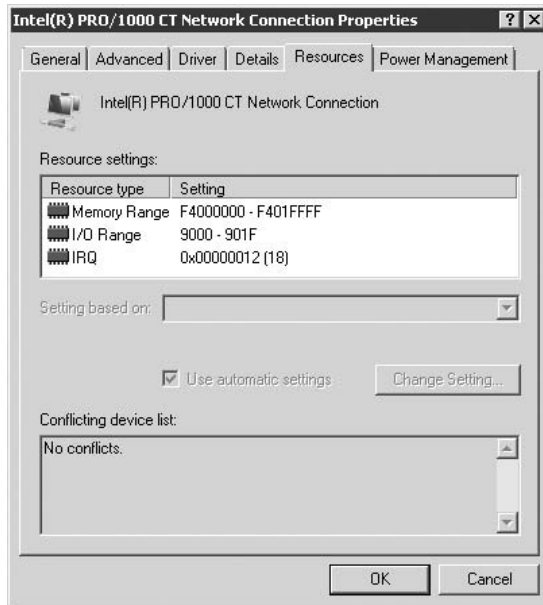 Intel(R) PRO/1000 CT Network Connection Properties
General Advanced Driver Details Resources Power Management
Intel(R) PRO/1000 CT Network Connection
Resource settings:
Resource type Setting
Memory Range F4000000 - F401FFFF
I/O Range 9000 - 901F
IRQ 0x00000012 (18)
Setting based on:
Use automatic settings Change Setting...
Conflicting device list:
No conflicts.
OK Cancel